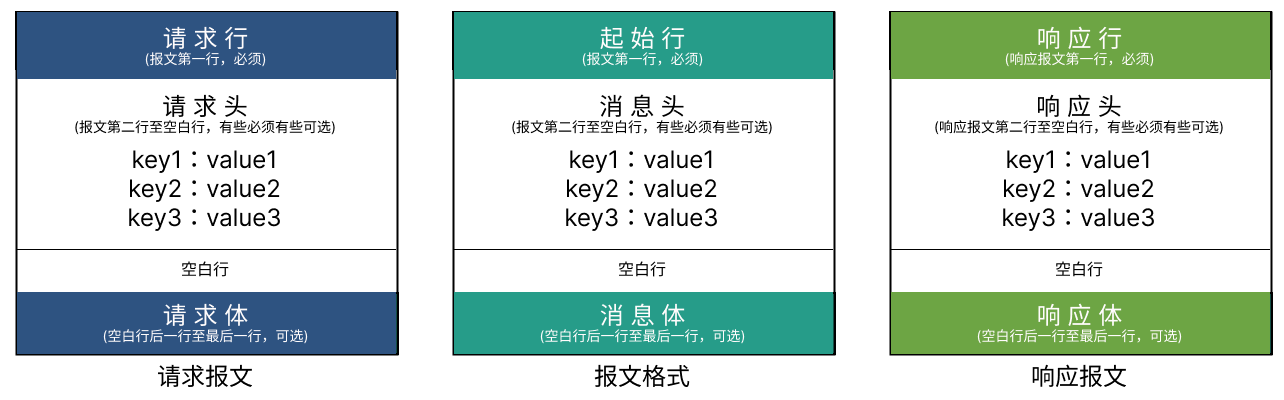 请求行
(报文第一行，必须)
请求头
(报文第二行至空白行，有些必须有些可选)
key1：value1
key2：value2
key3：value3
空白行
请求体
(空白行后一行至最后一行，可选)
请求报文
起始行
(报文第一行，必须)
消息头
(报文第二行至空白行，有些必须有些可选)
key1：value1
key2：value2
key3：value3
空白行
消息体
(空白行后一行至最后一行，可选)
报文格式
响应行
(响应报文第一行，必须)
响应头
(响应报文第二行至空白行，有些必须有些可选)
key1：value1
key2：value2
key3：value3
空白行
响应体
(空白行后一行至最后一行，可选)
响应报文